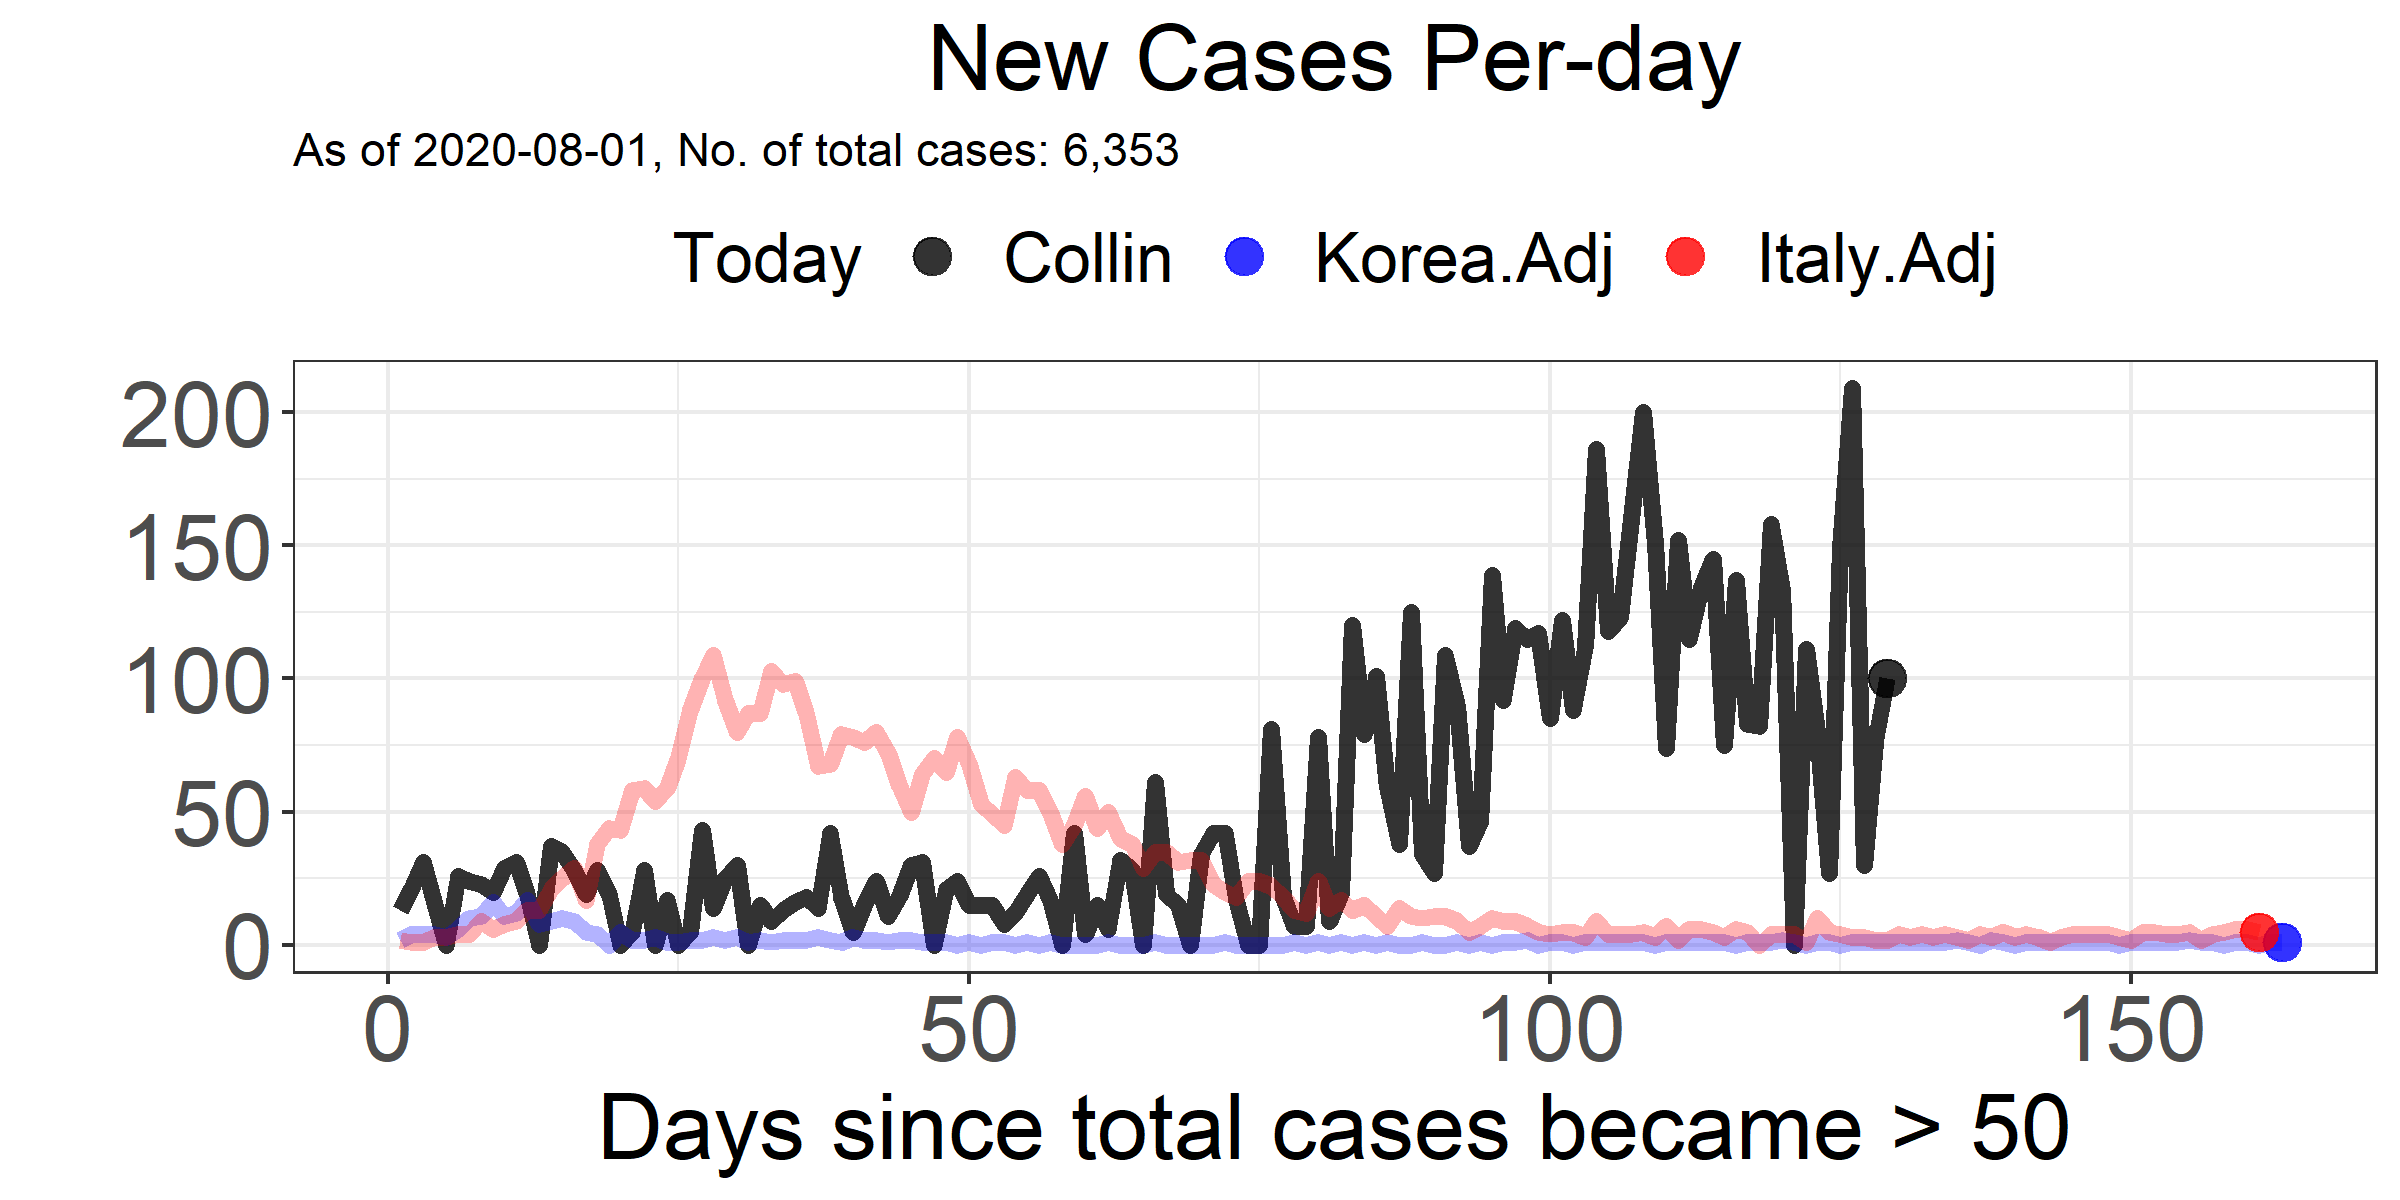 New Cases Per-day
As of 2020-08-01, No. of total cases: 6,353
Today Collin Korea.Adj Italy.Adj
200
150
100
50
0
0 50 100 150
Days since total cases became > 50